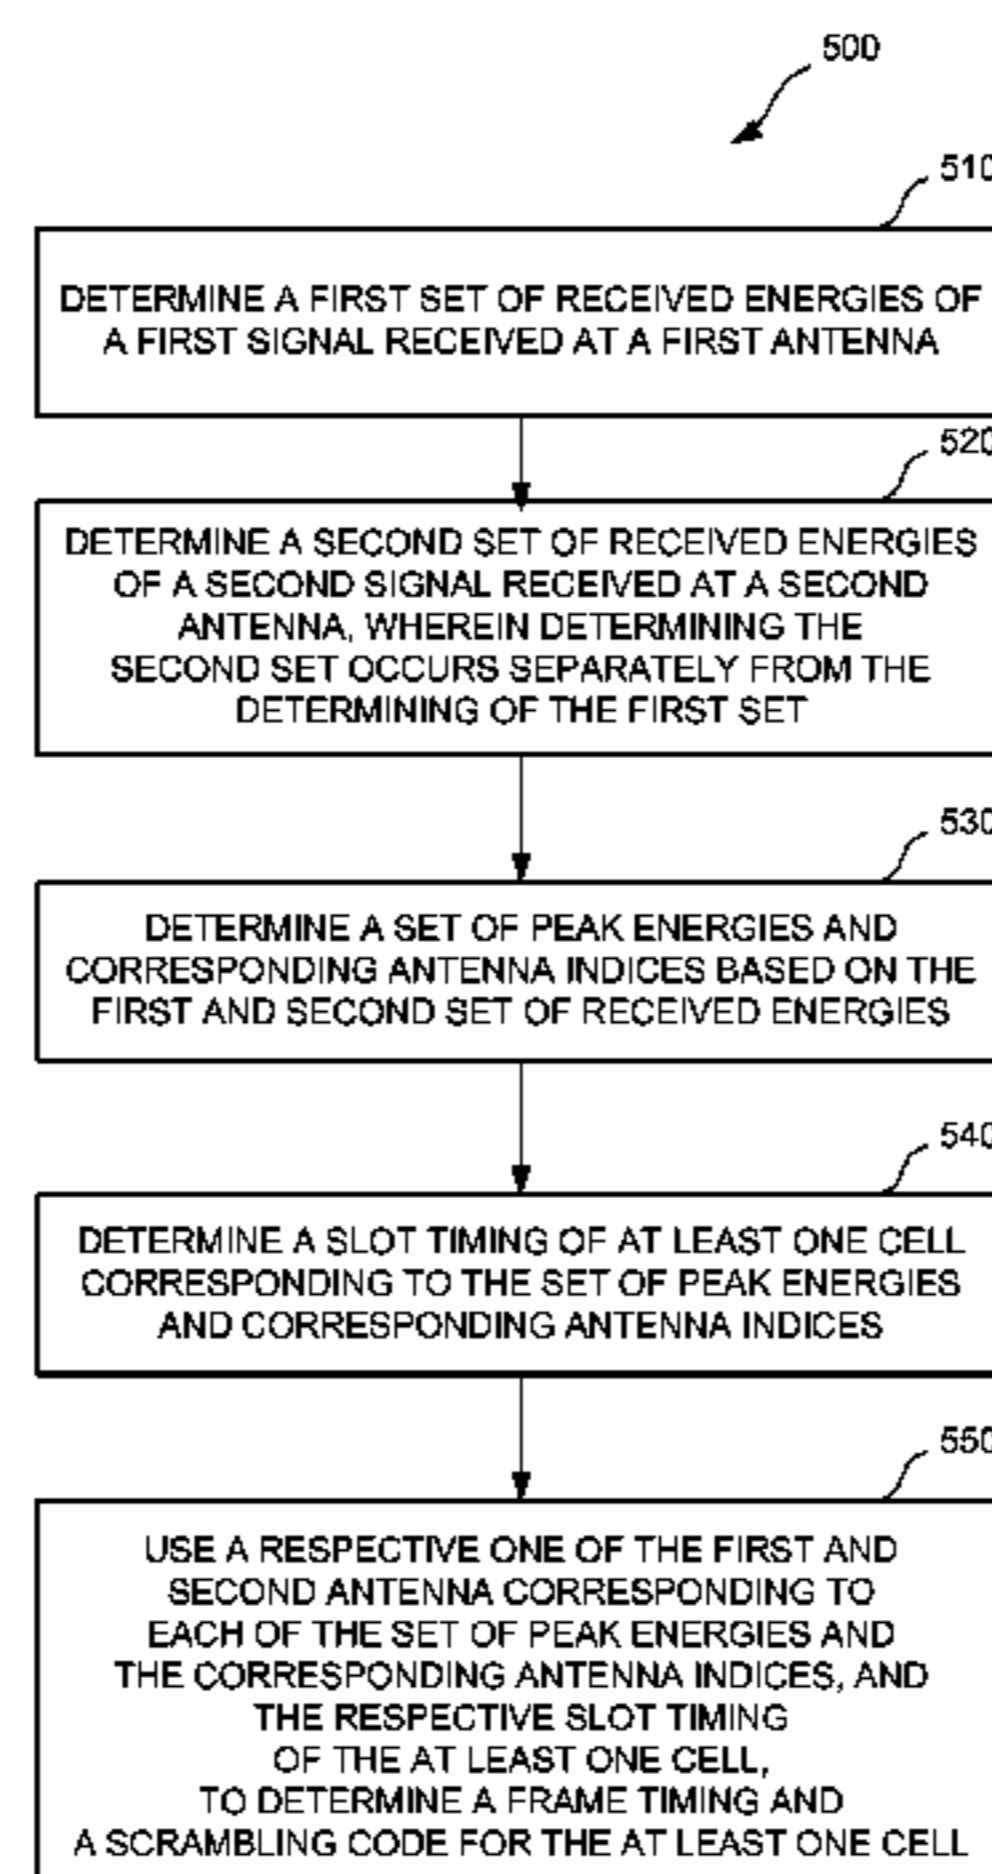 500
510
DETERMINE A FIRST SET OF RECEIVED ENERGIES OF
A FIRST SIGNAL RECEIVED AT A FIRST ANTENNA
520
DETERMINE A SECOND SET OF RECEIVED ENERGIES
OF A SECOND SIGNAL RECEIVED AT A SECOND
ANTENNA, WHEREIN DETERMINING THE
SECOND SET OCCURS SEPARATELY FROM THE
DETERMINING OF THE FIRST SET
530
DETERMINE A SET OF PEAK ENERGIES AND
CORRESPONDING ANTENNA INDICES BASED ON THE
FIRST AND SECOND SET OF RECEIVED ENERGIES
540
DETERMINE A SLOT TIMING OF AT LEAST ONE CELL
CORRESPONDING TO THE SET OF PEAK ENERGIES
AND CORRESPONDING ANTENNA INDICES
550
USE A RESPECTIVE ONE OF THE FIRST AND
SECOND ANTENNA CORRESPONDING TO
EACH OF THE SET OF PEAK ENERGIES AND
THE CORRESPONDING ANTENNA INDICES, AND
THE RESPECTIVE SLOT TIMING
OF THE AT LEAST ONE CELL,
TO DETERMINE A FRAME TIMING AND
A SCRAMBLING CODE FOR THE AT LEAST ONE CELL